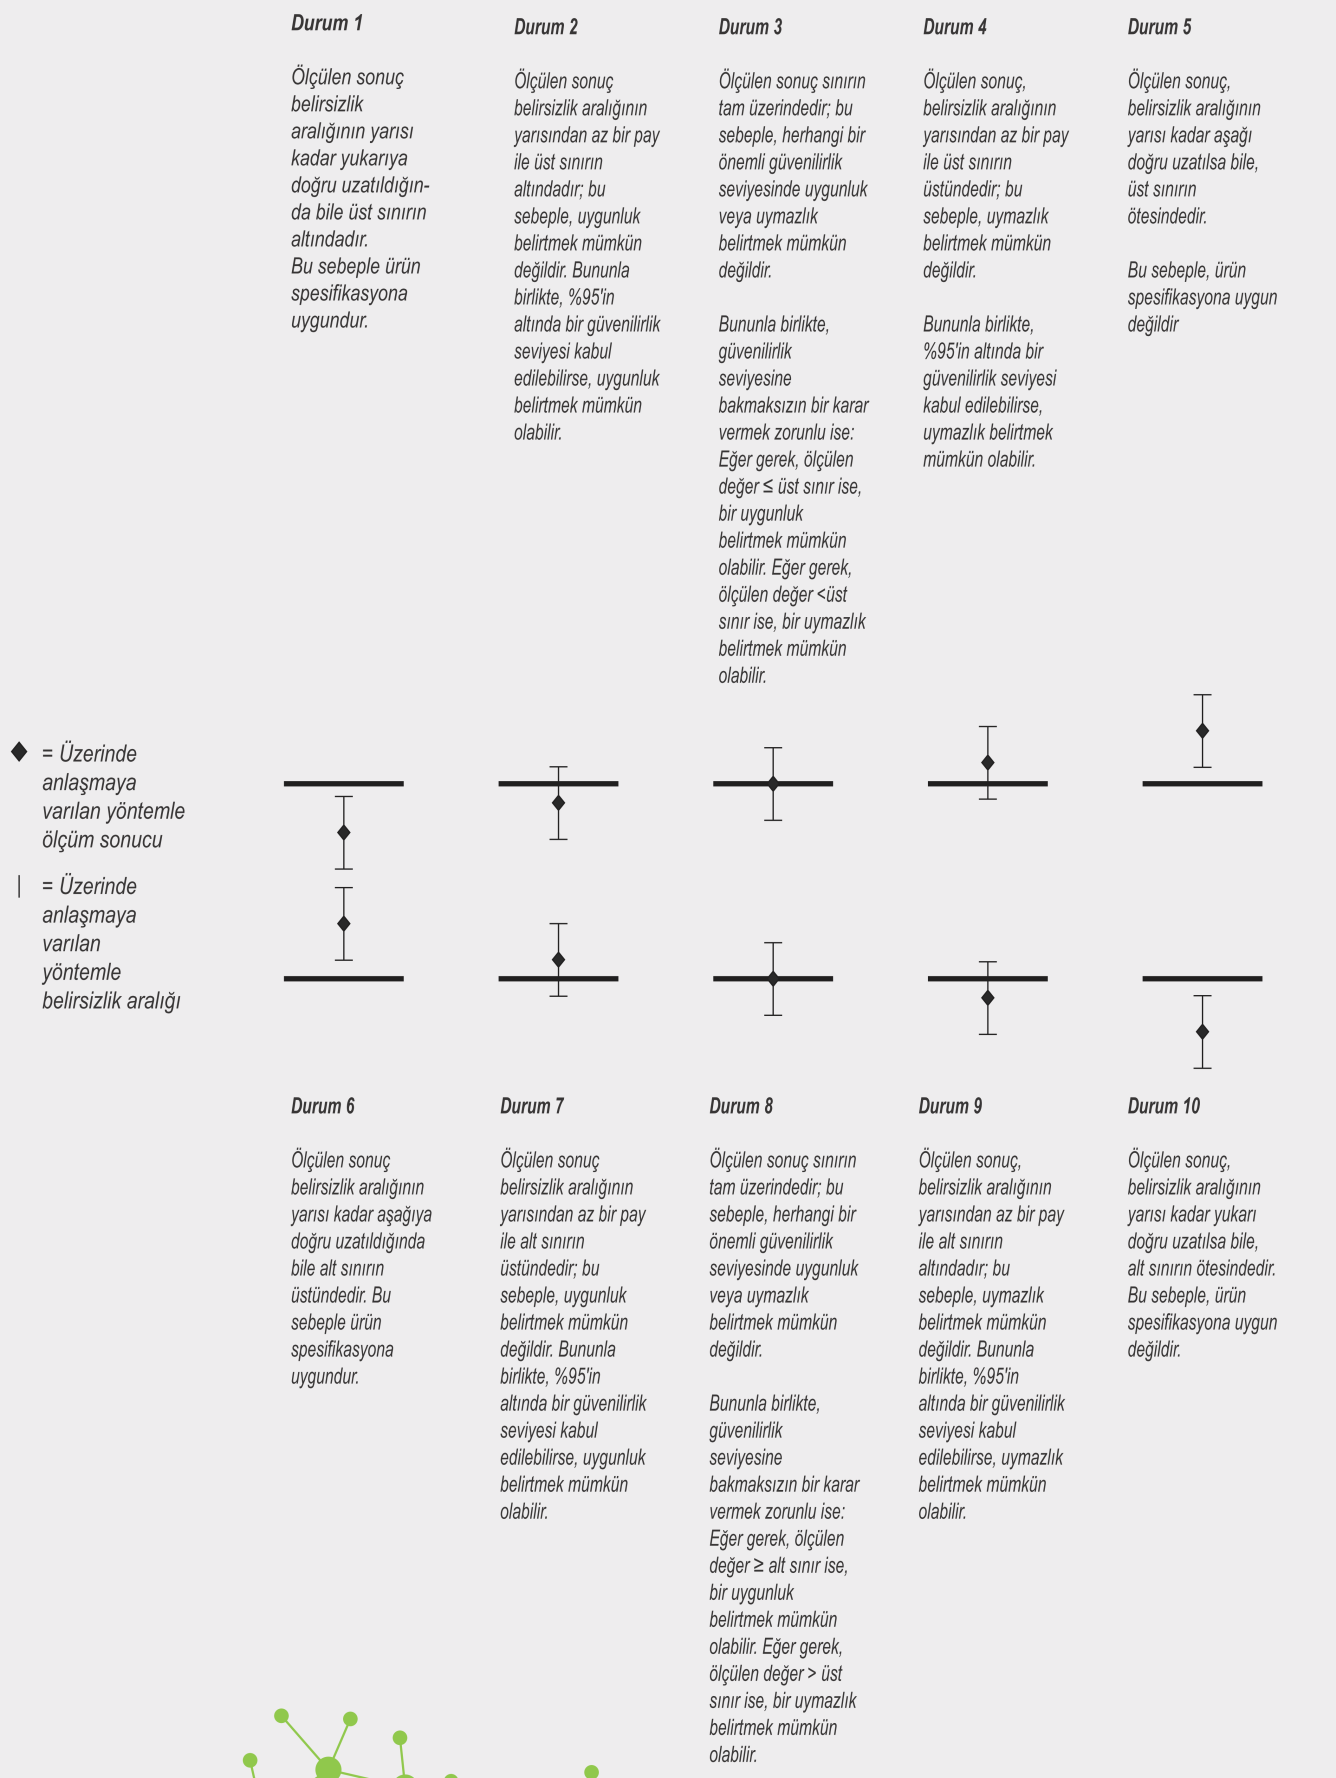 Durum 1
Ölçülen sonuç
belirsizlik
aralığının yarısı
kadar yukarıya
doğru uzatıldığın-
da bile üst sınırın
altındadır.
Bu sebeple ürün
spesifikasyona
uygundur.
Durum 2
Ölçülen sonuç
belirsizlik aralığının
yarısından az bir pay
ile üst sınırın
altındadır; bu
sebeple, uygunluk
belirtmek mümkün
değildir. Bununla
birlikte, %95'in
altında bir güvenilirlik
seviyesi kabul
edilebilirse, uygunluk
belirtmek mümkün
olabilir.
Durum 3
Ölçülen sonuç sınırın
tam üzerindedir; bu
sebeple, herhangi bir
önemli güvenilirlik
seviyesinde uygunluk
veya uymazlık
belirtmek mümkün
değildir.
Bununla birlikte,
güvenilirlik
seviyesine
bakmaksızın bir karar
vermek zorunlu ise:
Eğer gerek, ölçülen
değer ≤ üst sınır ise,
bir uygunluk
belirtmek mümkün
olabilir. Eğer gerek,
ölçülen değer <üst
sınır ise, bir uymazlık
belirtmek mümkün
olabilir.
Durum 4
Ölçülen sonuç,
belirsizlik aralığının
yarısından az bir pay
ile üst sınırın
üstündedir; bu
sebeple, uymazlık
belirtmek mümkün
değildir.
Bununla birlikte,
%95'in altında bir
güvenilirlik seviyesi
kabul edilebilirse,
uymazlık belirtmek
mümkün olabilir.
Durum 5
Ölçülen sonuç,
belirsizlik aralığının
yarısı kadar aşağı
doğru uzatılsa bile,
üst sınırın
ötesindedir.
Bu sebeple, ürün
spesifikasyona uygun
değildir
= Üzerinde
anlaşmaya
varılan yöntemle
ölçüm sonucu
= Üzerinde
anlaşmaya
varılan
yöntemle
belirsizlik aralığı
Durum 6
Ölçülen sonuç
belirsizlik aralığının
yarısı kadar aşağıya
doğru uzatıldığında
bile alt sınırın
üstündedir. Bu
sebeple ürün
spesifikasyona
uygundur.
Durum 7
Ölçülen sonuç
belirsizlik aralığının
yarısından az bir pay
ile alt sınırın
üstündedir; bu
sebeple, uygunluk
belirtmek mümkün
değildir. Bununla
birlikte, %95'in
altında bir güvenilirlik
seviyesi kabul
edilebilirse, uygunluk
belirtmek mümkün
olabilir.
Durum 8
Ölçülen sonuç sınırın
tam üzerindedir; bu
sebeple, herhangi bir
önemli güvenilirlik
seviyesinde uygunluk
veya uymazlık
belirtmek mümkün
değildir.
Bununla birlikte,
güvenilirlik
seviyesine
bakmaksızın bir karar
vermek zorunlu ise:
Eğer gerek, ölçülen
değer ≥ alt sınır ise,
bir uygunluk
belirtmek mümkün
olabilir. Eğer gerek,
ölçülen değer > üst
sınır ise, bir uymazlık
belirtmek mümkün
olabilir.
Durum 9
Ölçülen sonuç,
belirsizlik aralığının
yarısından az bir pay
ile alt sınırın
altındadır; bu
sebeple, uymazlık
belirtmek mümkün
değildir. Bununla
birlikte, %95'in
altında bir güvenilirlik
seviyesi kabul
edilebilirse, uymazlık
belirtmek mümkün
olabilir.
Durum 10
Ölçülen sonuç,
belirsizlik aralığının
yarısı kadar yukarı
doğru uzatılsa bile,
alt sınırın ötesindedir.
Bu sebeple, ürün
spesifikasyona uygun
değildir.